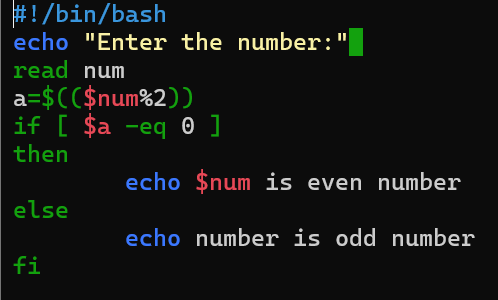 #!/bin/bash
echo "Enter the number:"
read num
a=$(($num%2))
if [ $a -eq 0 ]
then
        echo $num is even number
else
        echo number is odd number
fi